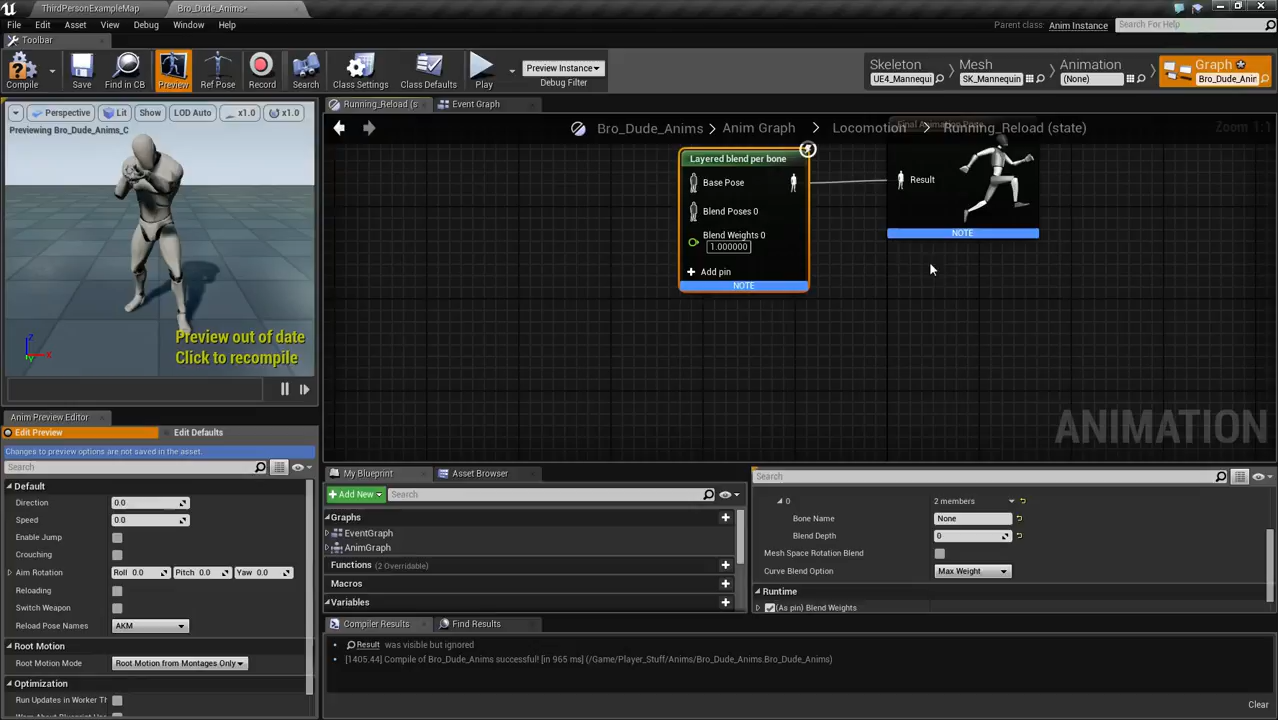 ThirdPersonExampleMap
Bro_Dude_Anims*
File Edit Asset View Debug Window Help
Parent class: Anim Instance
Search For Help
Toolbar
Compile
Save
Find in CB
Preview
Ref Pose
Record
Search
Class Settings
Class Defaults
Play
Preview Instance
Debug Filter
Skeleton
UE4_Mannequi
Mesh
SK_Mannequin
Animation
(None)
Graph
Bro_Dude_Anin
Perspective Lit Show LOD Auto x1.0 x1.0
Previewing Bro_Dude_Anims_C
Preview out of date
Click to recompile
Z
X
Y
Running_Reload (s
Event Graph
Bro_Dude_Anims > Anim Graph > Locomotion > Running_Reload (state)
Zoom 1:1
Layered blend per bone
Base Pose
Blend Poses 0
Blend Weights 0
1.000000
Add pin
NOTE
Final Animation Pose
Result
NOTE
ANIMATION
Anim Preview Editor
Edit Preview
Edit Defaults
Changes to preview options are not saved in the asset.
Search
Default
Direction 0.0
Speed 0.0
Enable Jump
Crouching
Aim Rotation Roll 0.0 Pitch 0.0 Yaw 0.0
Reloading
Switch Weapon
Reload Pose Names AKM
Root Motion
Root Motion Mode Root Motion from Montages Only
Optimization
Run Updates in Worker Th
My Blueprint
Asset Browser
Add New
Search
Graphs
EventGraph
AnimGraph
Functions (2 Overridable)
Macros
Variables
Search
0 2 members
Bone Name None
Blend Depth 0
Mesh Space Rotation Blend
Curve Blend Option Max Weight
Runtime
(As pin) Blend Weights
Compiler Results
Find Results
Result was visible but ignored
[1405.44] Compile of Bro_Dude_Anims successful! [in 965 ms] (/Game/Player_Stuff/Anims/Bro_Dude_Anims.Bro_Dude_Anims)
Clear